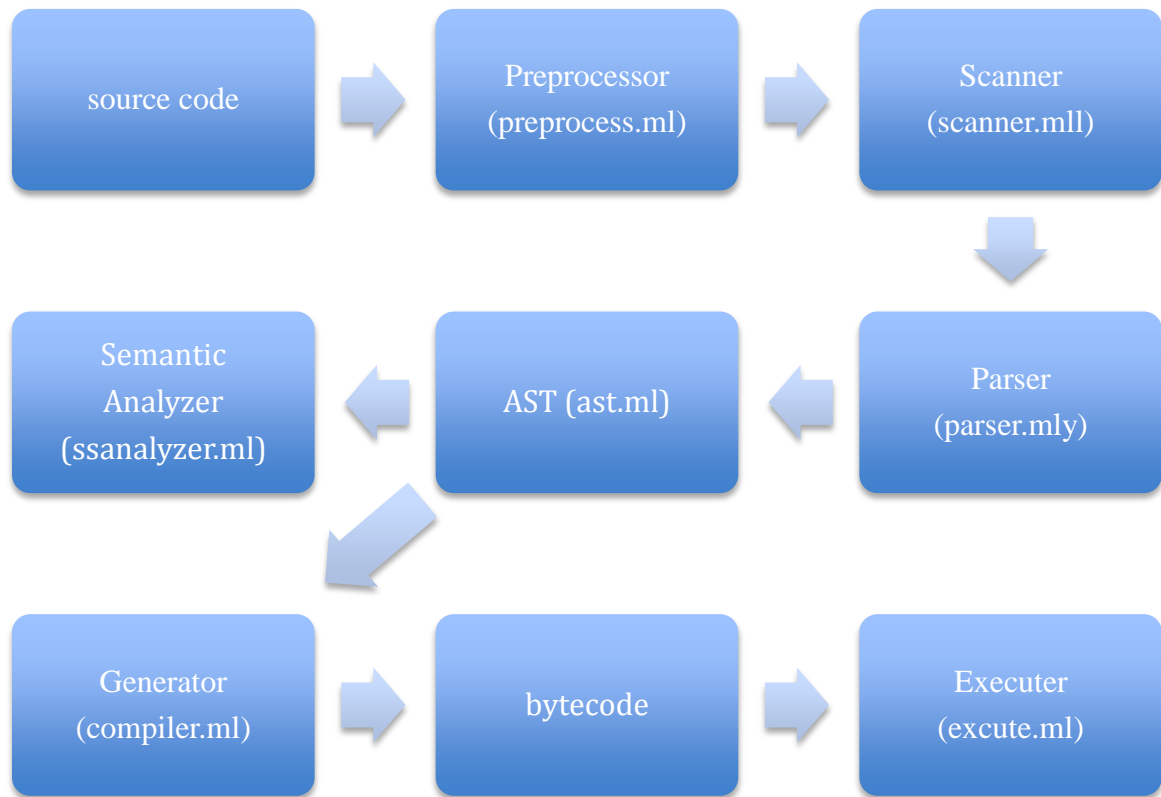 source code
Preprocessor
(preprocess.ml)
Scanner
(scanner.mll)
Semantic
Analyzer
(ssanalyzer.ml)
AST (ast.ml)
Parser
(parser.mly)
Generator
(compiler.ml)
bytecode
Executer
(excute.ml)